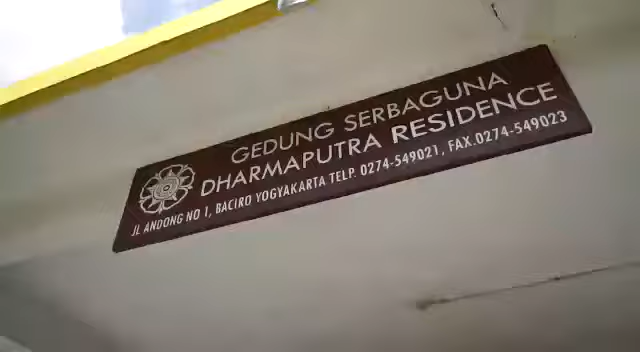 GEDUNG SERBAGUNA
DHARMAPUTRA RESIDENCE
JL ANDONG NO 1, BACIRO YOGYAKARTA TELP. 0274-549021, FAX.0274-549023